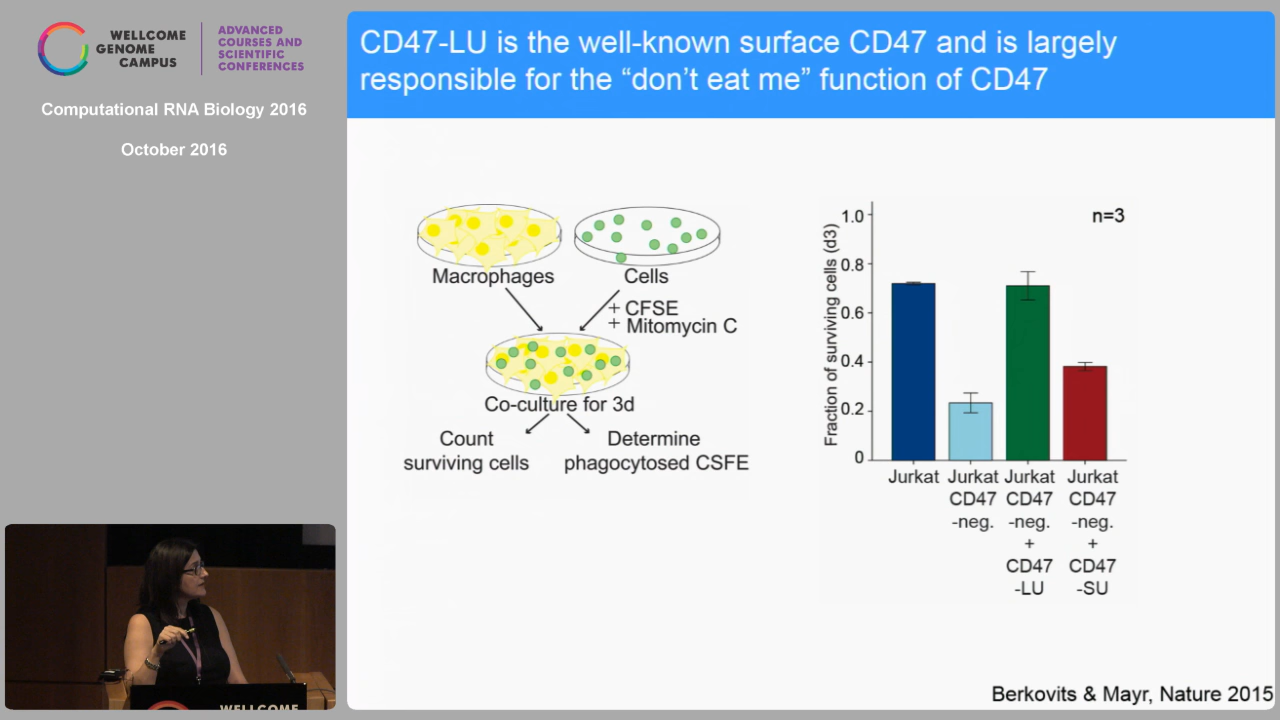 WELLCOME
GENOME
CAMPUS
ADVANCED
COURSES AND
SCIENTIFIC
CONFERENCES
Computational RNA Biology 2016
October 2016
CD47-LU is the well-known surface CD47 and is largely
responsible for the “don’t eat me” function of CD47
Macrophages
Cells
+ CFSE
+ Mitomycin C
Co-culture for 3d
Count
surviving cells
Determine
phagocytosed CSFE
n=3
Fraction of surviving cells (d3)
1.0
0.8
0.6
0.4
0.2
0
Jurkat
Jurkat
CD47
-neg.
Jurkat
CD47
-neg.
+
CD47
-LU
Jurkat
CD47
-neg.
+
CD47
-SU
Berkovits & Mayr, Nature 2015
WELLCOME